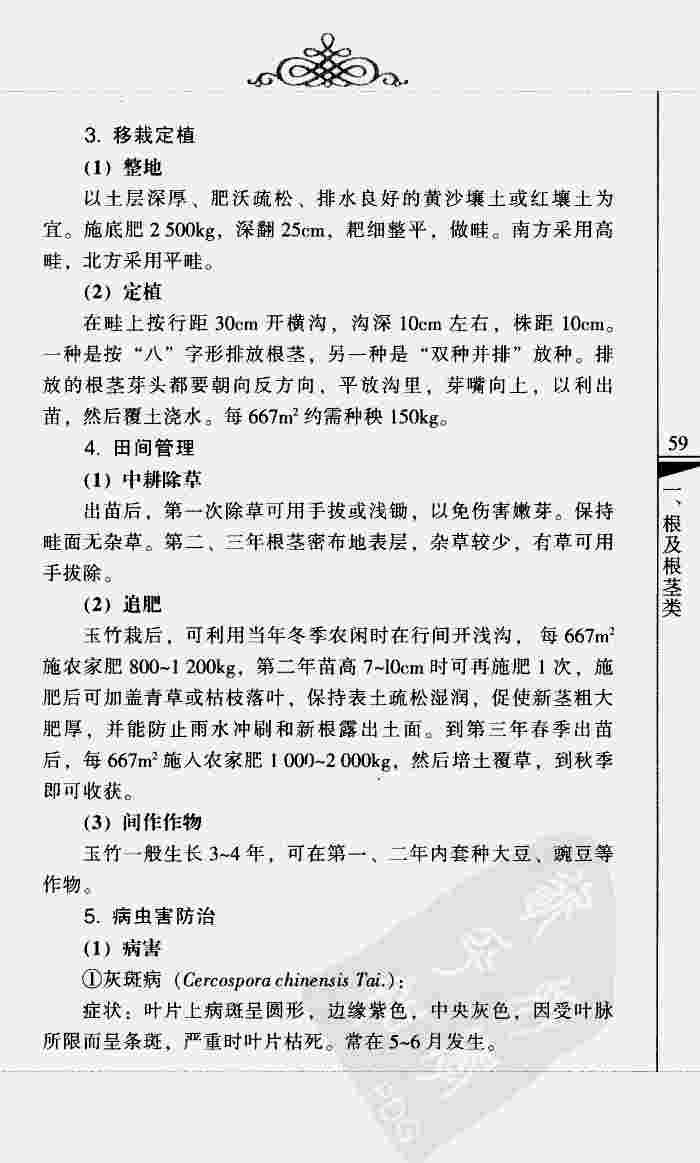 3. 移栽定植
(1) 整地
以土层深厚、肥沃疏松、排水良好的黄沙壤土或红壤土为
宜。施底肥 2 500kg，深翻 25cm，耙细整平，做畦。南方采用高
畦，北方采用平畦。
(2) 定植
在畦上按行距 30cm 开横沟，沟深 10cm 左右，株距 10cm。
一种是按“八”字形排放根茎，另一种是“双种并排”放种。排
放的根茎芽头都要朝向反方向，平放沟里，芽嘴向上，以利出
苗，然后覆土浇水。每 667m² 约需种秧 150kg。
4. 田间管理
(1) 中耕除草
出苗后，第一次除草可用手拔或浅锄，以免伤害嫩芽。保持
畦面无杂草。第二、三年根茎密布地表层，杂草较少，有草可用
手拔除。
(2) 追肥
玉竹栽后，可利用当年冬季农闲时在行间开浅沟， 每 667m²
施农家肥 800~1 200kg，第二年苗高 7~10cm 时可再施肥 1 次，施
肥后可加盖青草或枯枝落叶，保持表土疏松湿润，促使新茎粗大
肥厚，并能防止雨水冲刷和新根露出土面。到第三年春季出苗
后，每 667m² 施入农家肥 1 000~2 000kg，然后培土覆草，到秋季
即可收获。
(3) 间作作物
玉竹一般生长 3~4 年，可在第一、二年内套种大豆、豌豆等
作物。
5. 病虫害防治
(1) 病害
①灰斑病 (Cercospora chinensis Tai.)：
症状：叶片上病斑呈圆形，边缘紫色，中央灰色，因受叶脉
所限而呈条斑，严重时叶片枯死。常在 5~6 月发生。
59
一、根及根茎类
PDG